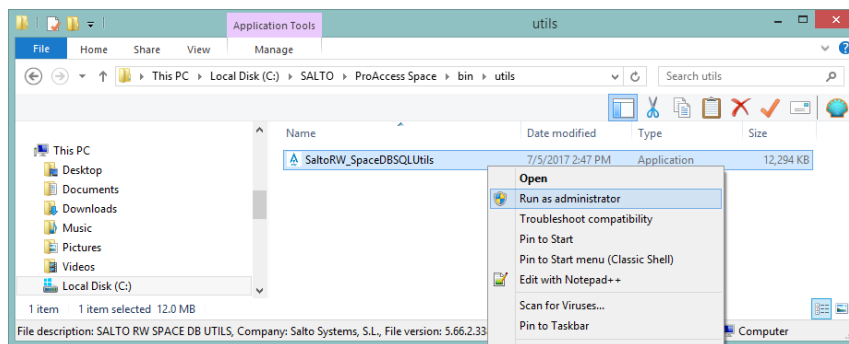 Application Tools
utils
File
Home
Share
View
Manage
This PC
Local Disk (C:)
SALTO
ProAccess Space
bin
utils
Search utils
Name
Date modified
Type
Size
This PC
Desktop
Documents
Downloads
Music
Pictures
Videos
Local Disk (C:)
SaltoRW_SpaceDBSQLUtils
7/5/2017 2:47 PM
Application
12,294 KB
Open
Run as administrator
Troubleshoot compatibility
Pin to Start
Pin to Start menu (Classic Shell)
Edit with Notepad++
Scan for Viruses...
Pin to Taskbar
1 item
1 item selected 12.0 MB
File description: SALTO RW SPACE DB UTILS, Company: Salto Systems, S.L., File version: 5.66.2.33
Computer